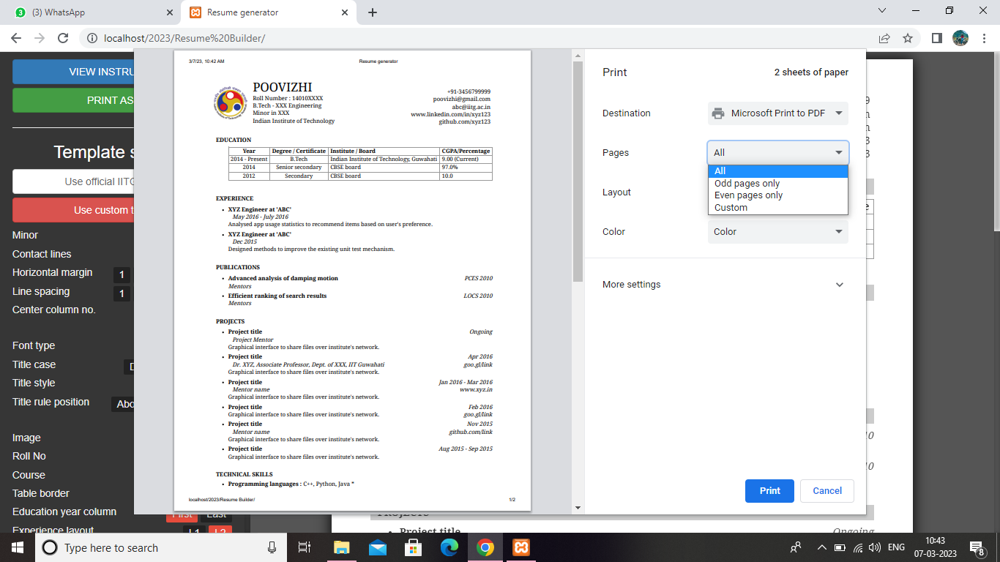 (3) WhatsApp
Resume generator
localhost/2023/Resume%20Builder/
VIEW INSTRU
PRINT AS
Template s
Use official IITG
Use custom t
Minor
Contact lines
Horizontal margin 1
Line spacing 1
Center column no.
Font type
Title case
Title style
Title rule position Abo
Image
Roll No
Course
Table border
Education year column First Last
Experience layout L1 L2
3/7/23, 10:42 AM Resume generator
POOVIZHI
Roll Number : 14010XXXX
B.Tech - XXX Engineering
Minor in XXX
Indian Institute of Technology
+91-3456799999
poovizhi@gmail.com
abc@iitg.ac.in
www.linkedin.com/in/xyz123
github.com/xyz123
EDUCATION
Year Degree / Certificate Institute / Board CGPA/Percentage
2014 - Present B.Tech Indian Institute of Technology, Guwahati 9.00 (Current)
2014 Senior secondary CBSE board 97.0%
2012 Secondary CBSE board 10.0
EXPERIENCE
• XYZ Engineer at 'ABC'
May 2016 - July 2016
Analysed app usage statistics to recommend items based on user's preference.
• XYZ Engineer at 'ABC'
Dec 2015
Designed methods to improve the existing unit test mechanism.
PUBLICATIONS
• Advanced analysis of damping motion PCES 2010
Mentors
• Efficient ranking of search results LOCS 2010
Mentors
PROJECTS
• Project title Ongoing
Project Mentor
Graphical interface to share files over institute's network.
• Project title Apr 2016
Dr. XYZ, Associate Professor, Dept. of XXX, IIT Guwahati goo.gl/link
Graphical interface to share files over institute's network.
• Project title Jan 2016 - Mar 2016
Mentor name www.xyz.in
Graphical interface to share files over institute's network.
• Project title Feb 2016
Graphical interface to share files over institute's network. goo.gl/link
• Project title Nov 2015
Mentor name github.com/link
Graphical interface to share files over institute's network.
• Project title Aug 2015 - Sep 2015
Graphical interface to share files over institute's network.
TECHNICAL SKILLS
• Programming languages : C++, Python, Java *
localhost/2023/Resume Builder/ 1/2
Print 2 sheets of paper
Destination Microsoft Print to PDF
Pages All
All
Odd pages only
Even pages only
Custom
Layout
Color Color
More settings
Print Cancel
• Project title Ongoing
Type here to search
ENG
10:43
07-03-2023
8